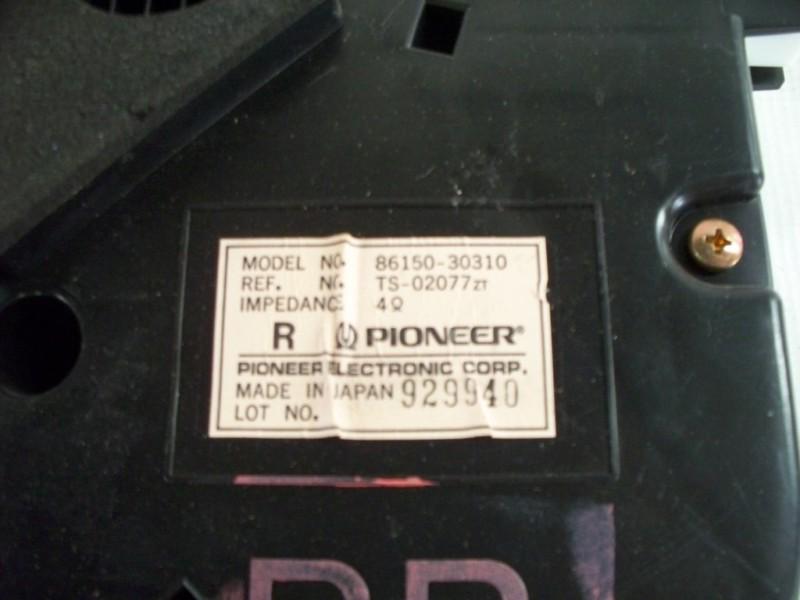 MODEL NO. 86150-30310
REF. NO. TS-02077ZT
IMPEDANCE 4Ω
R PIONEER®
PIONEER ELECTRONIC CORP.
MADE IN JAPAN 929940
LOT NO.